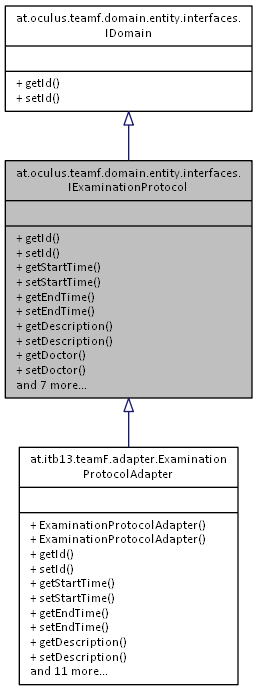 at.oculus.teamf.domain.entity.interfaces.
IDomain
+ getId()
+ setId()
at.oculus.teamf.domain.entity.interfaces.
IExaminationProtocol
+ getId()
+ setId()
+ getStartTime()
+ setStartTime()
+ getEndTime()
+ setEndTime()
+ getDescription()
+ setDescription()
+ getDoctor()
+ setDoctor()
and 7 more...
at.itb13.teamF.adapter.Examination
ProtocolAdapter
+ ExaminationProtocolAdapter()
+ ExaminationProtocolAdapter()
+ getId()
+ setId()
+ getStartTime()
+ setStartTime()
+ getEndTime()
+ setEndTime()
+ getDescription()
+ setDescription()
and 11 more...